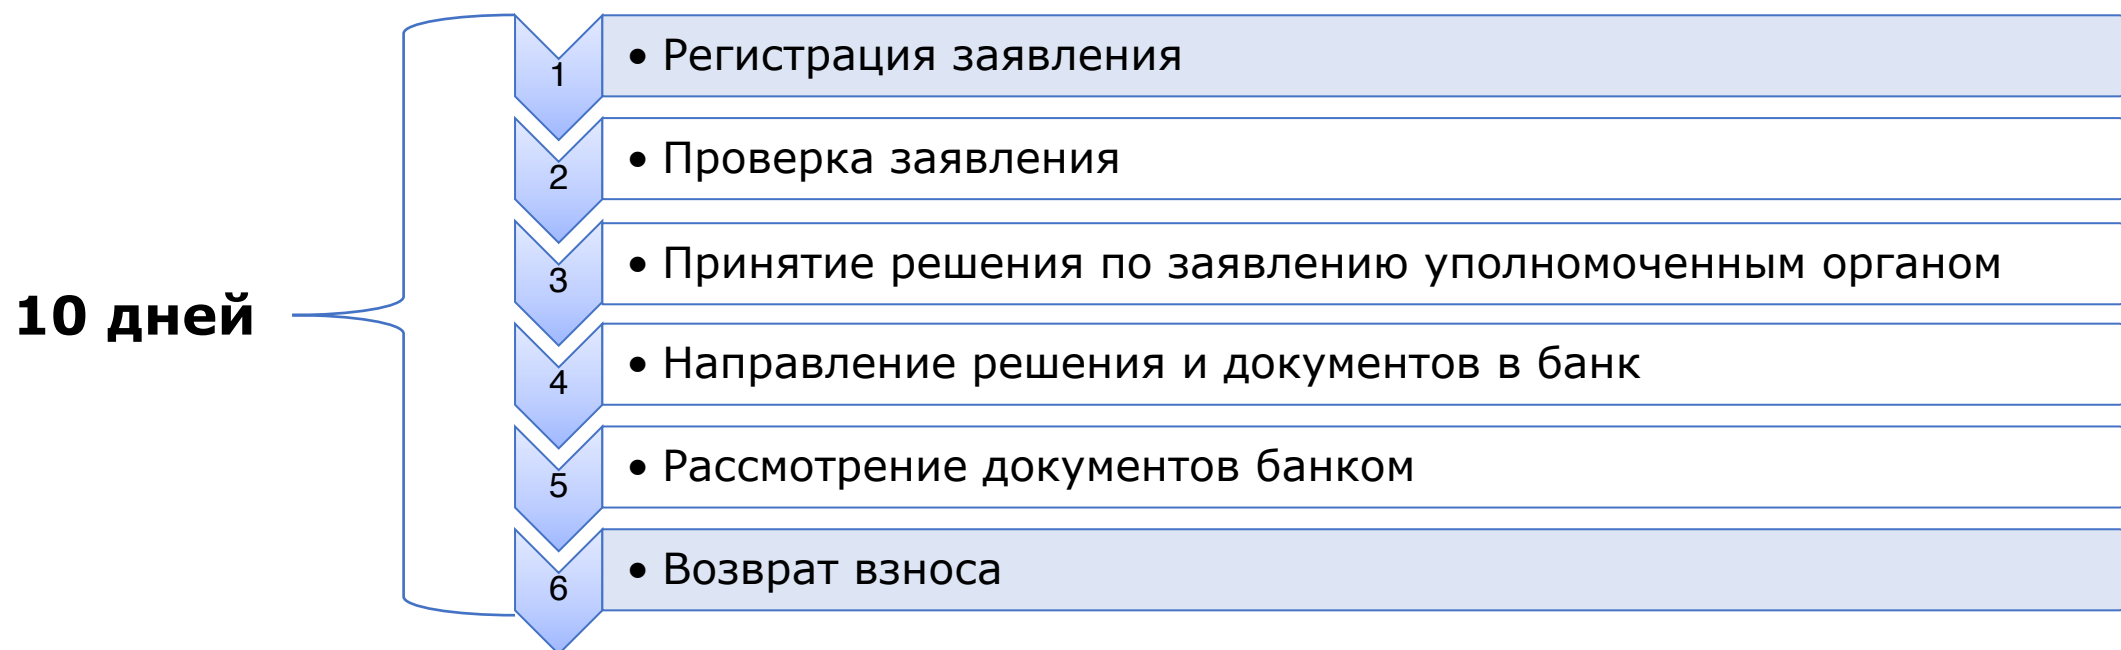 10 дней
1
• Регистрация заявления
2
• Проверка заявления
3
• Принятие решения по заявлению уполномоченным органом
4
• Направление решения и документов в банк
5
• Рассмотрение документов банком
6
• Возврат взноса